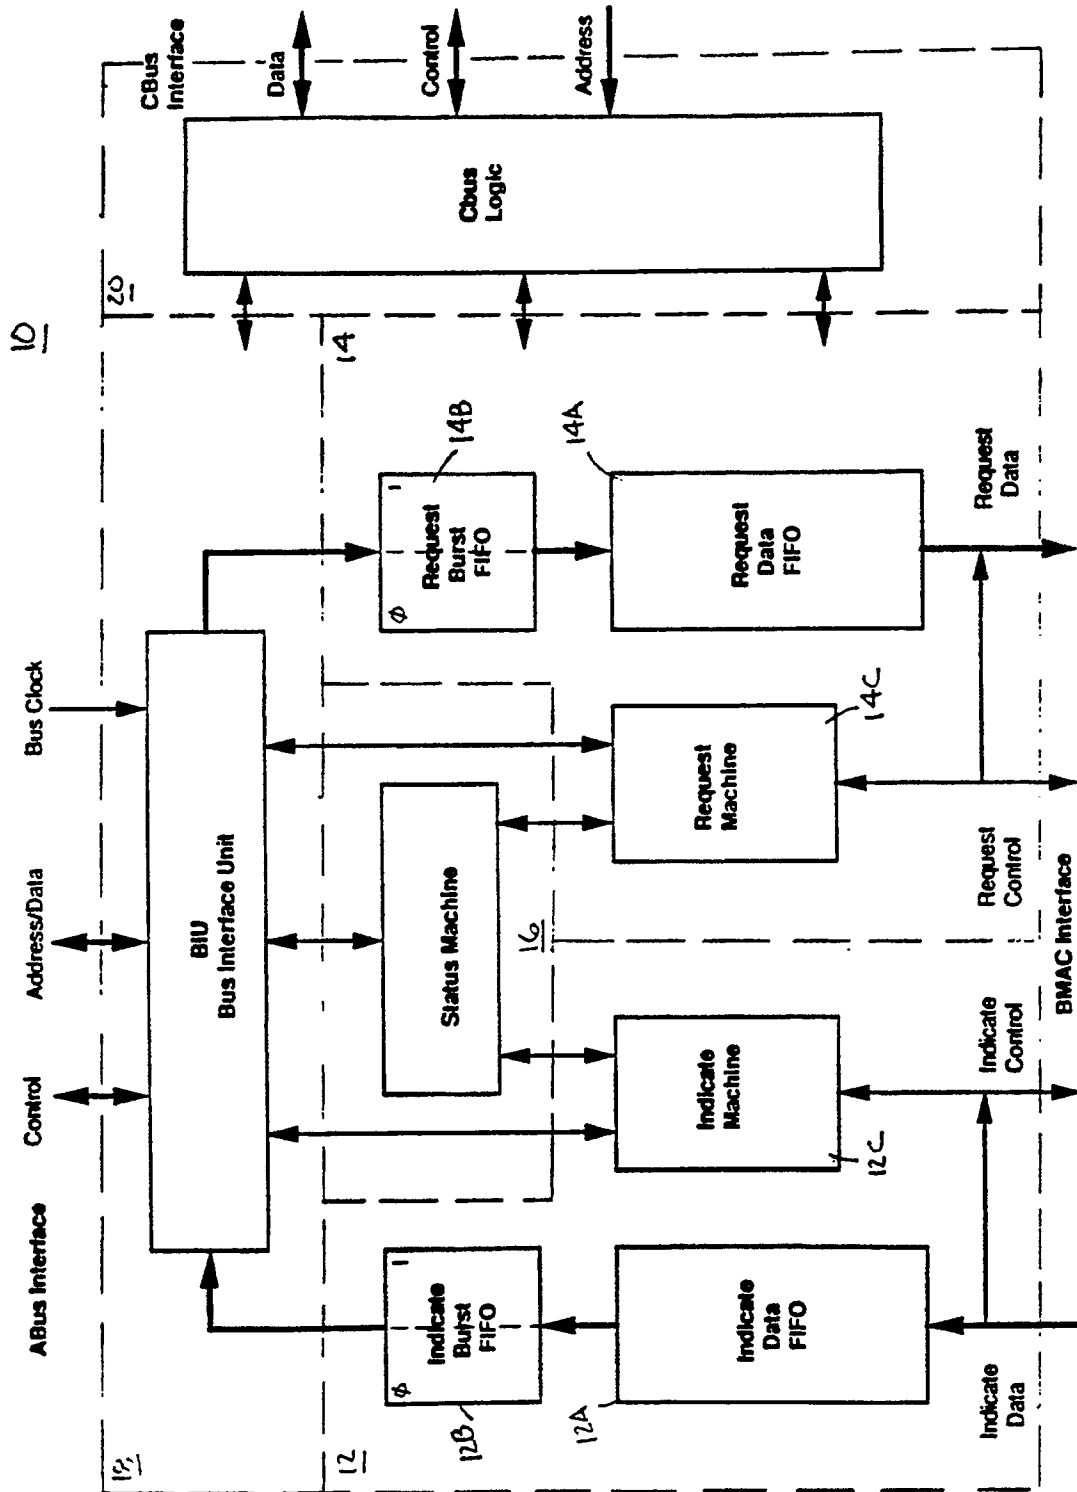 10
ABus Interface
Control
Address/Data
Bus Clock
CBus
Interface
Data
Control
Address
18
20
BIU
Bus Interface Unit
Cbus
Logic
12
14
16
Status Machine
Ø
1
Indicate
Burst
FIFO
12B
Ø
1
Request
Burst
FIFO
14B
12A
Indicate
Data
FIFO
Indicate
Machine
12C
Request
Machine
14C
Request
Data
FIFO
14A
Indicate
Data
Indicate
Control
Request
Control
Request
Data
BMAC Interface